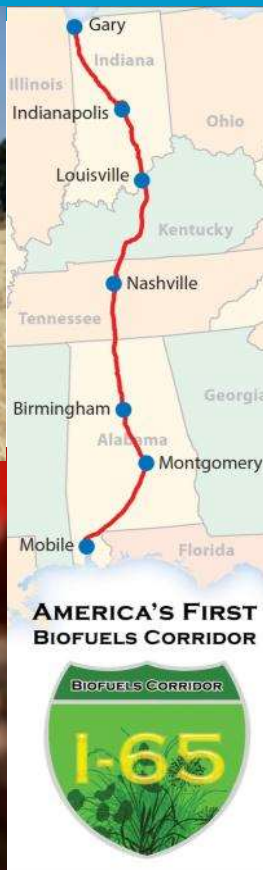 Gary
Indiana
Illinois
Indianapolis
Ohio
Louisville
Kentucky
Nashville
Tennessee
Birmingham
Georgia
Alabama
Montgomery
Mobile
Florida
AMERICA'S FIRST
BIOFUELS CORRIDOR
BIOFUELS CORRIDOR
I-65